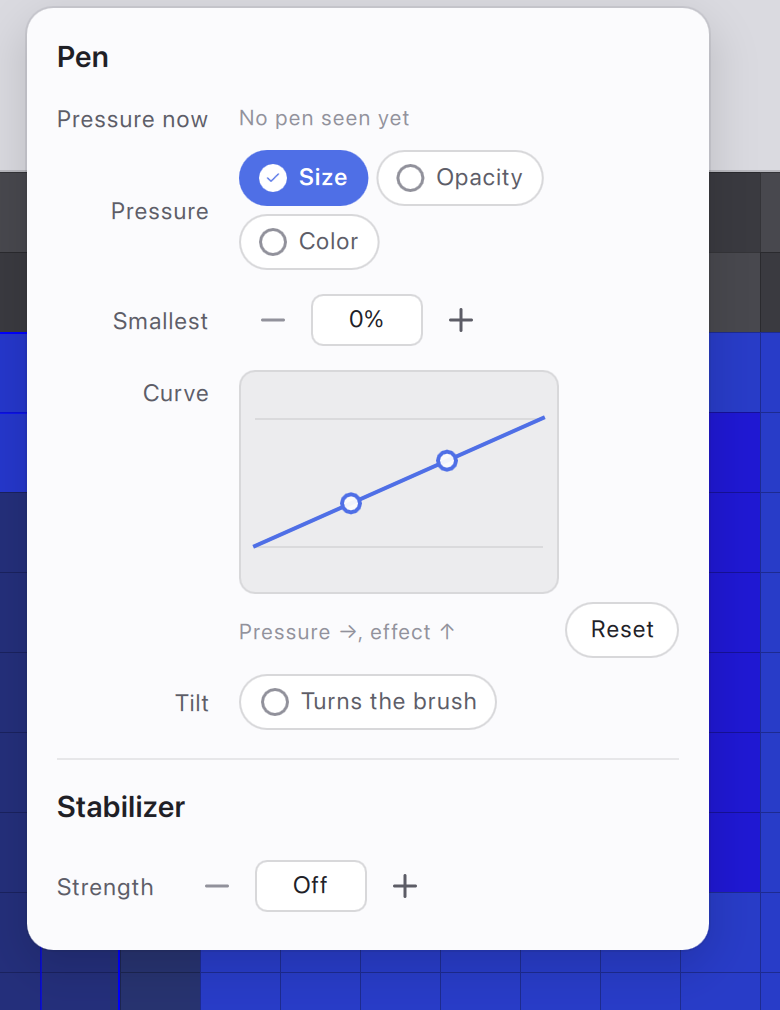 Pen
Pressure now No pen seen yet
Pressure Size Opacity
Color
Smallest 0%
Curve
Pressure →, effect ↑ Reset
Tilt Turns the brush
Stabilizer
Strength Off